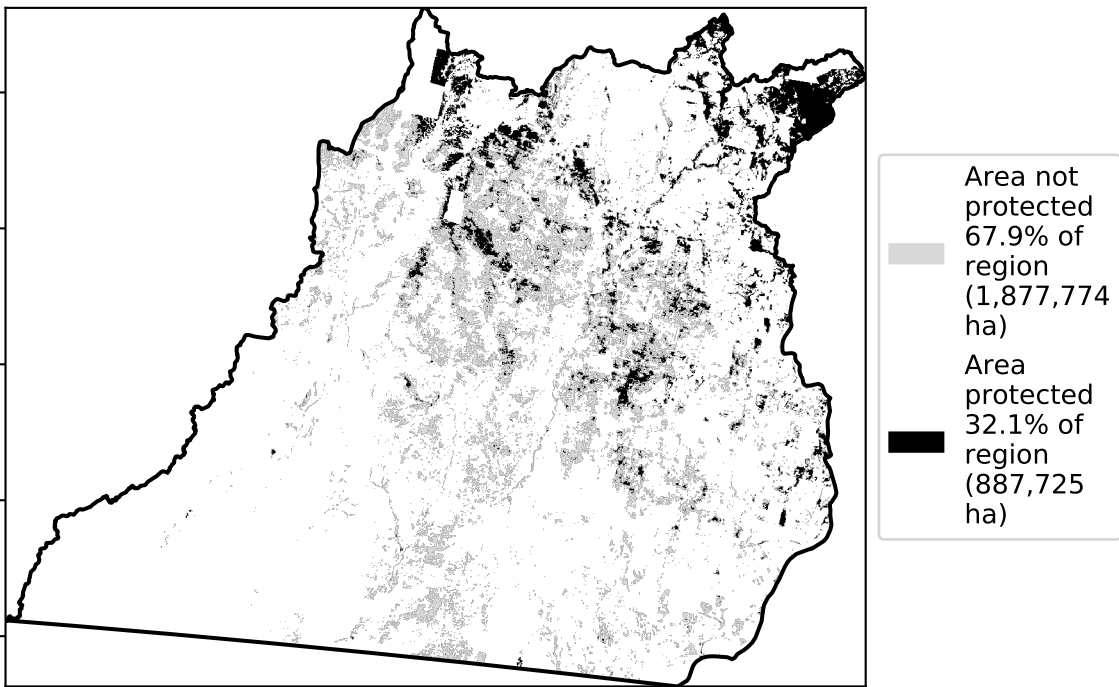 Area not
protected
67.9% of
region
(1,877,774
ha)
Area
protected
32.1% of
region
(887,725
ha)